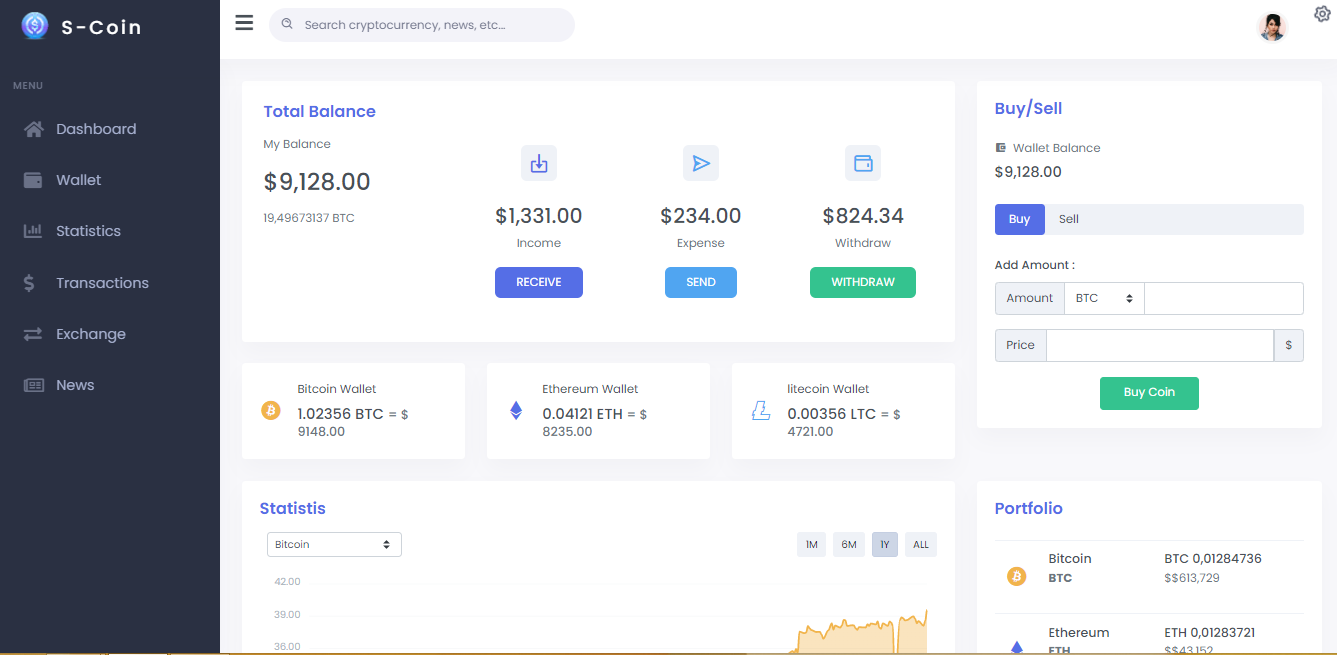 S-Coin
Search cryptocurrency, news, etc...
MENU
Dashboard
Wallet
Statistics
Transactions
Exchange
News
Total Balance
My Balance
$9,128.00
19,49673137 BTC
$1,331.00
Income
RECEIVE
$234.00
Expense
SEND
$824.34
Withdraw
WITHDRAW
Buy/Sell
Wallet Balance
$9,128.00
Buy Sell
Add Amount :
Amount BTC
Price $
Buy Coin
Bitcoin Wallet
1.02356 BTC = $
9148.00
Ethereum Wallet
0.04121 ETH = $
8235.00
litecoin Wallet
0.00356 LTC = $
4721.00
Statistis
Bitcoin
1M 6M 1Y ALL
42.00
39.00
36.00
Portfolio
Bitcoin BTC 0,01284736
BTC $$613,729
Ethereum ETH 0,01283721
ETH $$43,152